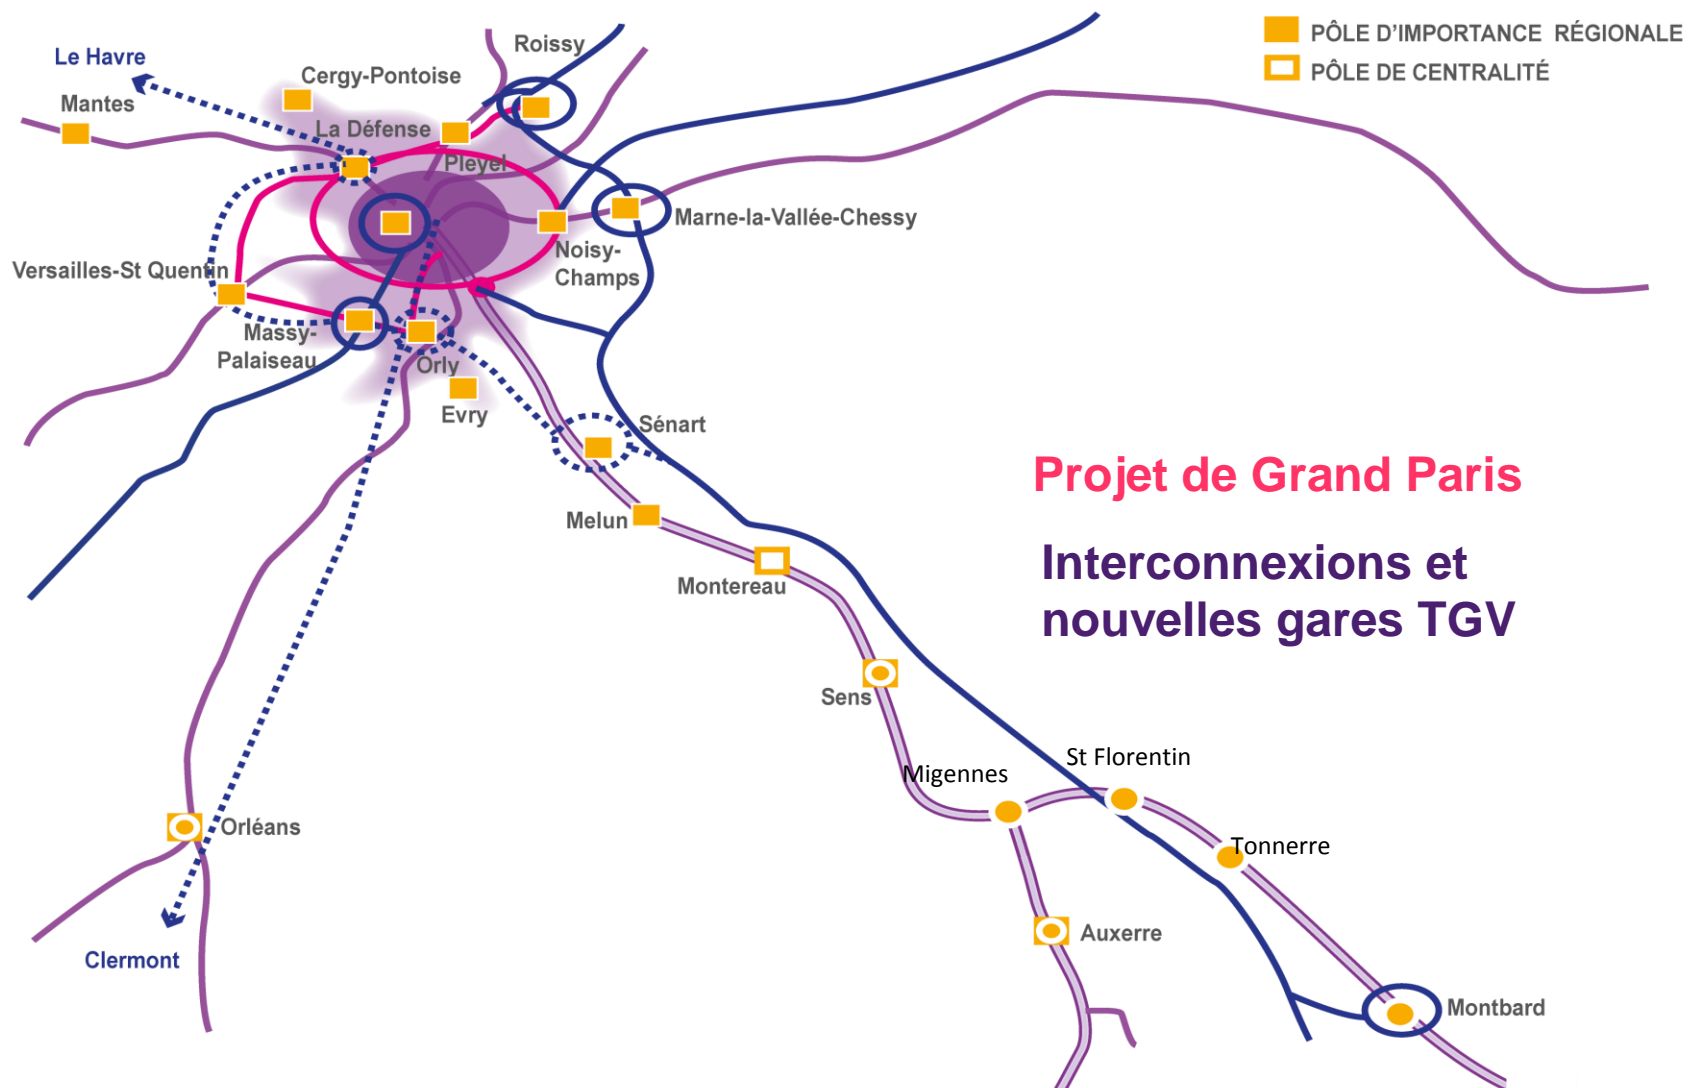 Roissy
PÔLE D'IMPORTANCE RÉGIONALE
Le Havre
Cergy-Pontoise
PÔLE DE CENTRALITÉ
Mantes
La Défense
Pleyel
Marne-la-Vallée-Chessy
Noisy-
Champs
Versailles-St Quentin
Massy-
Palaiseau
Orly
Evry
Sénart
Projet de Grand Paris
Melun
Interconnexions et
nouvelles gares TGV
Montereau
Sens
St Florentin
Migennes
Orléans
Tonnerre
Auxerre
Clermont
Montbard